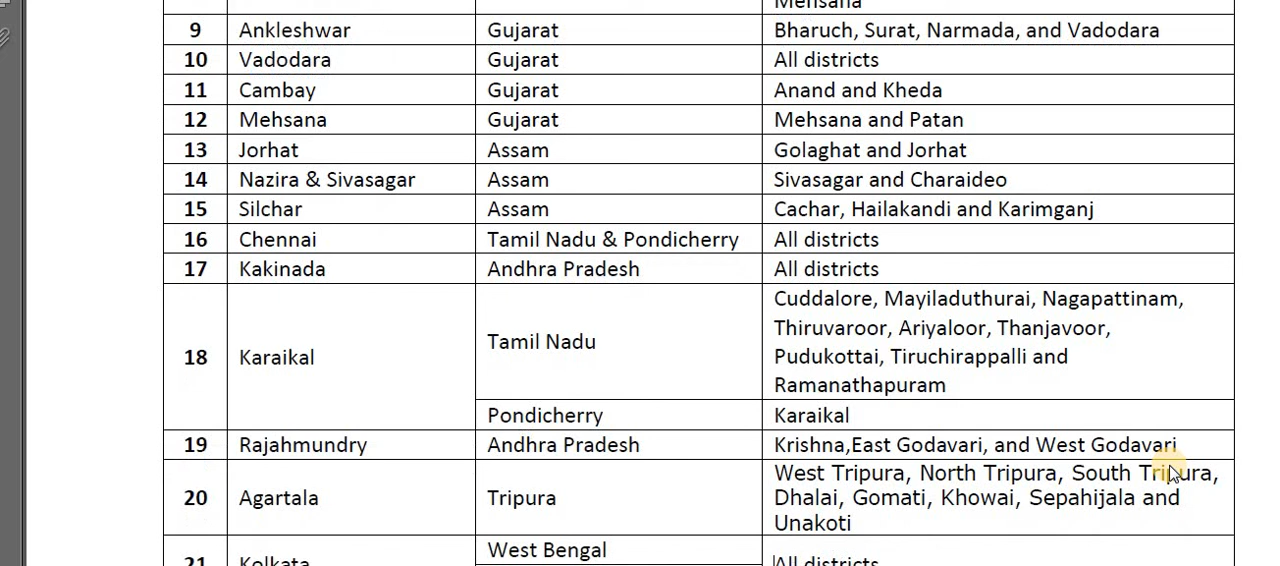 Mehsana
9 Ankleshwar Gujarat Bharuch, Surat, Narmada, and Vadodara
10 Vadodara Gujarat All districts
11 Cambay Gujarat Anand and Kheda
12 Mehsana Gujarat Mehsana and Patan
13 Jorhat Assam Golaghat and Jorhat
14 Nazira & Sivasagar Assam Sivasagar and Charaideo
15 Silchar Assam Cachar, Hailakandi and Karimganj
16 Chennai Tamil Nadu & Pondicherry All districts
17 Kakinada Andhra Pradesh All districts
18 Karaikal Tamil Nadu Cuddalore, Mayiladuthurai, Nagapattinam,
Thiruvaroor, Ariyaloor, Thanjavoor,
Pudukottai, Tiruchirappalli and
Ramanathapuram
Pondicherry Karaikal
19 Rajahmundry Andhra Pradesh Krishna,East Godavari, and West Godavari
20 Agartala Tripura West Tripura, North Tripura, South Tripura,
Dhalai, Gomati, Khowai, Sepahijala and
Unakoti
21 Kolkata West Bengal All districts